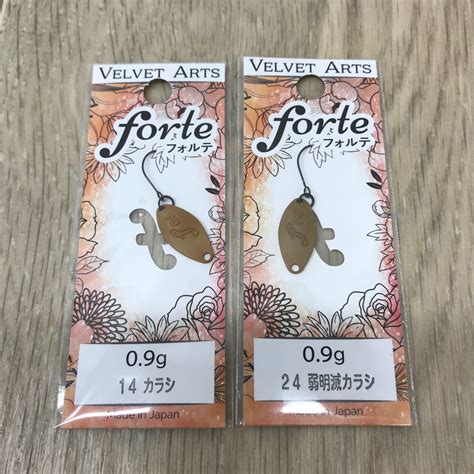 VELVET ARTS
forte
フォルテ
0.9g
14 カラシ
Made in Japan
VELVET ARTS
forte
フォルテ
0.9g
24 弱明滅カラシ
Made in Japan